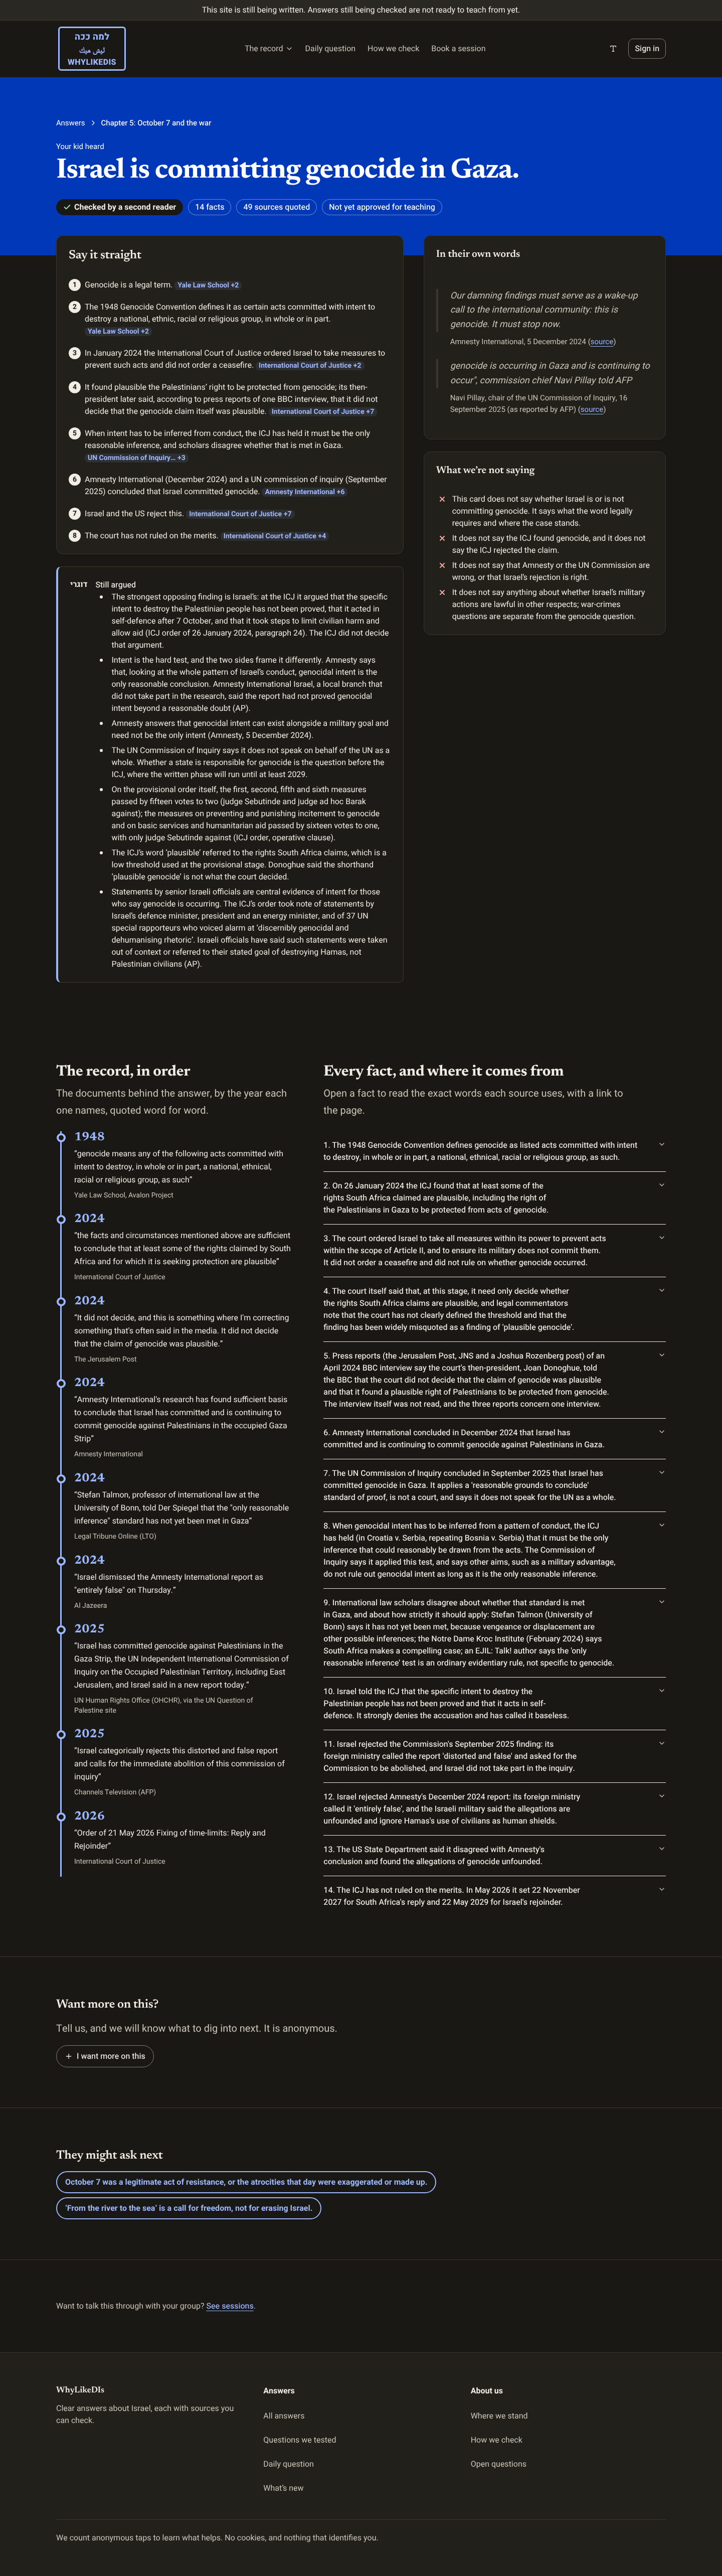 This site is still being written. Answers still being checked are not ready to teach from yet.
למה ככה
ليش هيك
WHYLIKEDIS
The record
Daily question
How we check
Book a session
Sign in
Answers > Chapter 5: October 7 and the war
Your kid heard
Israel is committing genocide in Gaza.
Checked by a second reader
14 facts
49 sources quoted
Not yet approved for teaching
Say it straight
1 Genocide is a legal term. Yale Law School +2
2 The 1948 Genocide Convention defines it as certain acts committed with intent to
destroy a national, ethnic, racial or religious group, in whole or in part.
Yale Law School +2
3 In January 2024 the International Court of Justice ordered Israel to take measures to
prevent such acts and did not order a ceasefire. International Court of Justice +2
4 It found plausible the Palestinians' right to be protected from genocide; its then-
president later said, according to press reports of one BBC interview, that it did not
decide that the genocide claim itself was plausible. International Court of Justice +7
5 When intent has to be inferred from conduct, the ICJ has held it must be the only
reasonable inference, and scholars disagree whether that is met in Gaza.
UN Commission of Inquiry… +3
6 Amnesty International (December 2024) and a UN commission of inquiry (September
2025) concluded that Israel committed genocide. Amnesty International +6
7 Israel and the US reject this. International Court of Justice +7
8 The court has not ruled on the merits. International Court of Justice +4
דוגרי Still argued
The strongest opposing finding is Israel's: at the ICJ it argued that the specific
intent to destroy the Palestinian people has not been proved, that it acted in
self-defence after 7 October, and that it took steps to limit civilian harm and
allow aid (ICJ order of 26 January 2024, paragraph 24). The ICJ did not decide
that argument.
Intent is the hard test, and the two sides frame it differently. Amnesty says
that, looking at the whole pattern of Israel's conduct, genocidal intent is the
only reasonable conclusion. Amnesty International Israel, a local branch that
did not take part in the research, said the report had not proved genocidal
intent beyond a reasonable doubt (AP).
Amnesty answers that genocidal intent can exist alongside a military goal and
need not be the only intent (Amnesty, 5 December 2024).
The UN Commission of Inquiry says it does not speak on behalf of the UN as a
whole. Whether a state is responsible for genocide is the question before the
ICJ, where the written phase will run until at least 2029.
On the provisional order itself, the first, second, fifth and sixth measures
passed by fifteen votes to two (judge Sebutinde and judge ad hoc Barak
against); the measures on preventing and punishing incitement to genocide
and on basic services and humanitarian aid passed by sixteen votes to one,
with only judge Sebutinde against (ICJ order, operative clause).
The ICJ's word 'plausible' referred to the rights South Africa claims, which is a
low threshold used at the provisional stage. Donoghue said the shorthand
'plausible genocide' is not what the court decided.
Statements by senior Israeli officials are central evidence of intent for those
who say genocide is occurring. The ICJ's order took note of statements by
Israel's defence minister, president and an energy minister, and of 37 UN
special rapporteurs who voiced alarm at 'discernibly genocidal and
dehumanising rhetoric'. Israeli officials have said such statements were taken
out of context or referred to their stated goal of destroying Hamas, not
Palestinian civilians (AP).
In their own words
Our damning findings must serve as a wake-up
call to the international community: this is
genocide. It must stop now.
Amnesty International, 5 December 2024 (source)
genocide is occurring in Gaza and is continuing to
occur", commission chief Navi Pillay told AFP
Navi Pillay, chair of the UN Commission of Inquiry, 16
September 2025 (as reported by AFP) (source)
What we're not saying
This card does not say whether Israel is or is not
committing genocide. It says what the word legally
requires and where the case stands.
It does not say the ICJ found genocide, and it does not
say the ICJ rejected the claim.
It does not say that Amnesty or the UN Commission are
wrong, or that Israel's rejection is right.
It does not say anything about whether Israel's military
actions are lawful in other respects; war-crimes
questions are separate from the genocide question.
The record, in order
The documents behind the answer, by the year each
one names, quoted word for word.
1948
"genocide means any of the following acts committed with
intent to destroy, in whole or in part, a national, ethnical,
racial or religious group, as such"
Yale Law School, Avalon Project
2024
"the facts and circumstances mentioned above are sufficient
to conclude that at least some of the rights claimed by South
Africa and for which it is seeking protection are plausible"
International Court of Justice
2024
"It did not decide, and this is something where I'm correcting
something that's often said in the media. It did not decide
that the claim of genocide was plausible."
The Jerusalem Post
2024
"Amnesty International's research has found sufficient basis
to conclude that Israel has committed and is continuing to
commit genocide against Palestinians in the occupied Gaza
Strip"
Amnesty International
2024
"Stefan Talmon, professor of international law at the
University of Bonn, told Der Spiegel that the "only reasonable
inference" standard has not yet been met in Gaza"
Legal Tribune Online (LTO)
2024
"Israel dismissed the Amnesty International report as
"entirely false" on Thursday."
Al Jazeera
2025
"Israel has committed genocide against Palestinians in the
Gaza Strip, the UN Independent International Commission of
Inquiry on the Occupied Palestinian Territory, including East
Jerusalem, and Israel said in a new report today."
UN Human Rights Office (OHCHR), via the UN Question of
Palestine site
2025
"Israel categorically rejects this distorted and false report
and calls for the immediate abolition of this commission of
inquiry"
Channels Television (AFP)
2026
"Order of 21 May 2026 Fixing of time-limits: Reply and
Rejoinder"
International Court of Justice
Every fact, and where it comes from
Open a fact to read the exact words each source uses, with a link to
the page.
1. The 1948 Genocide Convention defines genocide as listed acts committed with intent
to destroy, in whole or in part, a national, ethnic, racial or religious group, as such.
2. On 26 January 2024 the ICJ found that at least some of the
rights South Africa claimed are plausible, including the right of
the Palestinians in Gaza to be protected from acts of genocide.
3. The court ordered Israel to take all measures within its power to prevent acts
within the scope of Article II, and to ensure its military does not commit them.
It did not order a ceasefire and did not rule on whether genocide occurred.
4. The court itself said that, at this stage, it need only decide whether
the rights South Africa claims are plausible, and legal commentators
note that the court has not clearly defined the threshold and that the
finding has been widely misquoted as a finding of 'plausible genocide'.
5. Press reports (the Jerusalem Post, JNS and a Joshua Rozenberg post) of an
April 2024 BBC interview say the court's then-president, Joan Donoghue, told
the BBC that the court did not decide that the claim of genocide was plausible
and that it found a plausible right of Palestinians to be protected from genocide.
The interview itself was not read, and the three reports concern one interview.
6. Amnesty International concluded in December 2024 that Israel has
committed and is continuing to commit genocide against Palestinians in Gaza.
7. The UN Commission of Inquiry concluded in September 2025 that Israel has
committed genocide in Gaza. It applies a 'reasonable grounds to conclude'
standard of proof, is not a court, and says it does not speak for the UN as a whole.
8. When genocidal intent has to be inferred from a pattern of conduct, the ICJ
has held (in Croatia v. Serbia, repeating Bosnia v. Serbia) that it must be the only
inference that could reasonably be drawn from the acts. The Commission of
Inquiry says it applied this test, and says other aims, such as a military advantage,
do not rule out genocidal intent as long as it is the only reasonable inference.
9. International law scholars disagree about whether that standard is met
in Gaza, and about how strictly it should apply: Stefan Talmon (University of
Bonn) says it has not yet been met, because vengeance or displacement are
other possible inferences; the Notre Dame Kroc Institute (February 2024) says
South Africa makes a compelling case; an EJIL: Talk! author says the 'only
reasonable inference' test is an ordinary evidentiary rule, not specific to genocide.
10. Israel told the ICJ that the specific intent to destroy the
Palestinian people has not been proved and that it acts in self-
defence. It strongly denies the accusation and has called it baseless.
11. Israel rejected the Commission's September 2025 finding: its
foreign ministry called the report 'distorted and false' and asked for the
Commission to be abolished, and Israel did not take part in the inquiry.
12. Israel rejected Amnesty's December 2024 report: its foreign ministry
called it 'entirely false', and the Israeli military said the allegations are
unfounded and ignore Hamas's use of civilians as human shields.
13. The US State Department said it disagreed with Amnesty's
conclusion and found the allegations of genocide unfounded.
14. The ICJ has not ruled on the merits. In May 2026 it set 22 November
2027 for South Africa's reply and 22 May 2029 for Israel's rejoinder.
Want more on this?
Tell us, and we will know what to dig into next. It is anonymous.
+ I want more on this
They might ask next
October 7 was a legitimate act of resistance, or the atrocities that day were exaggerated or made up.
'From the river to the sea' is a call for freedom, not for erasing Israel.
Want to talk this through with your group? See sessions.
WhyLikeDIs
Clear answers about Israel, each with sources you
can check.
Answers
All answers
Questions we tested
Daily question
What's new
About us
Where we stand
How we check
Open questions
We count anonymous taps to learn what helps. No cookies, and nothing that identifies you.